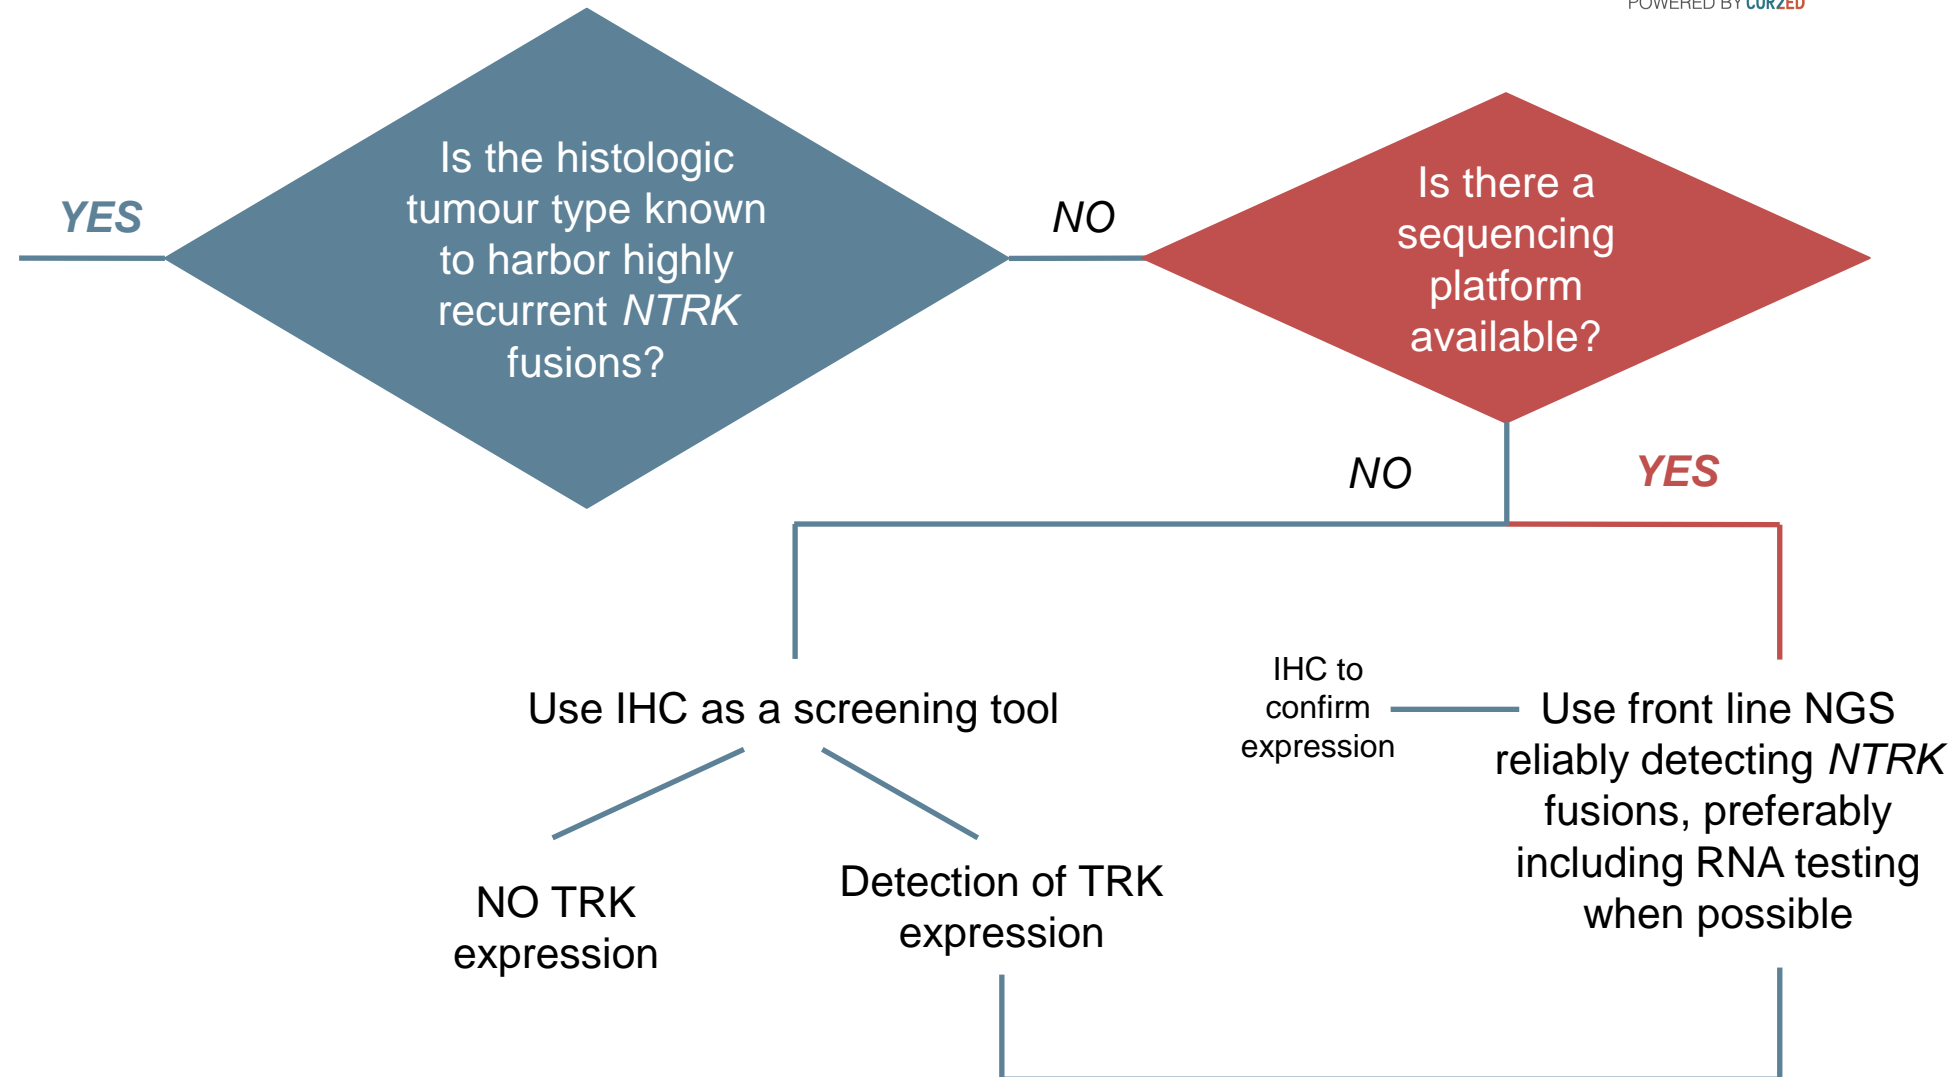 POWERED BY COR2ED
Is the histologic
tumour type known
to harbor highly
recurrent NTRK
fusions?
YES
NO
Is there a
sequencing
platform
available?
NO
YES
Use IHC as a screening tool
IHC to
confirm
expression
Use front line NGS
reliably detecting NTRK
fusions, preferably
including RNA testing
when possible
NO TRK
expression
Detection of TRK
expression